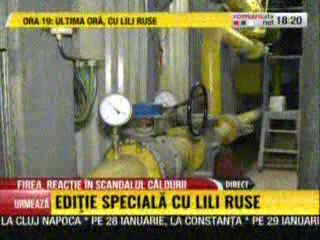 ORA 19: ULTIMA ORĂ, CU LILI RUSE
romaniatv
.net
18:20
FIREA, REACȚIE ÎN SCANDALUL CĂLDURII
DIRECT
URMEAZĂ
EDIȚIE SPECIALĂ CU LILI RUSE
LA CLUJ NAPOCA * PE 28 IANUARIE, LA CONSTANȚA * PE 29 IANUARI